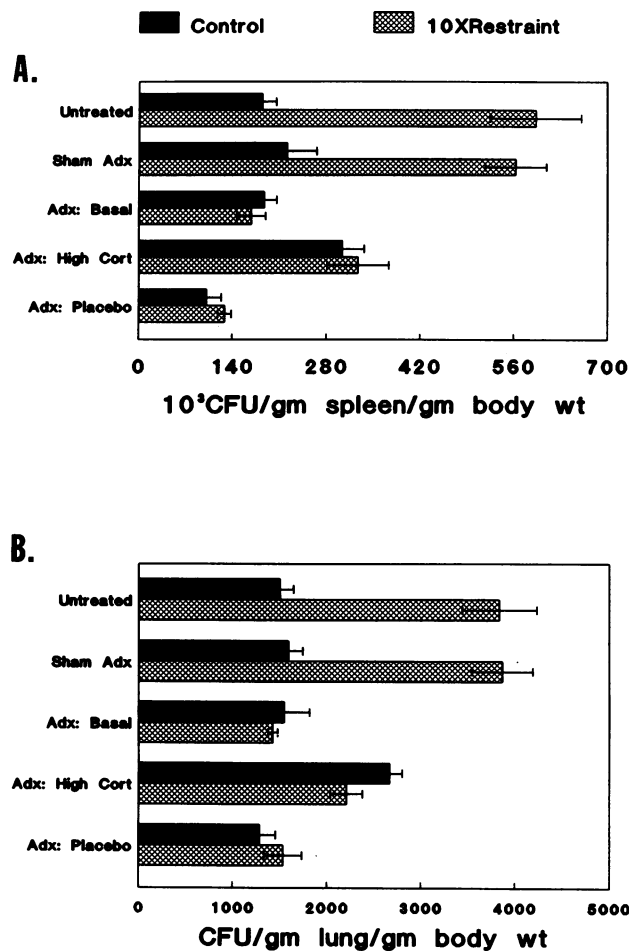 Control 10XRestraint
A.
Untreated
Sham Adx
Adx: Basal
Adx: High Cort
Adx: Placebo
0 140 280 420 560 700
10³CFU/gm spleen/gm body wt
B.
Untreated
Sham Adx
Adx: Basal
Adx: High Cort
Adx: Placebo
0 1000 2000 3000 4000 5000
CFU/gm lung/gm body wt